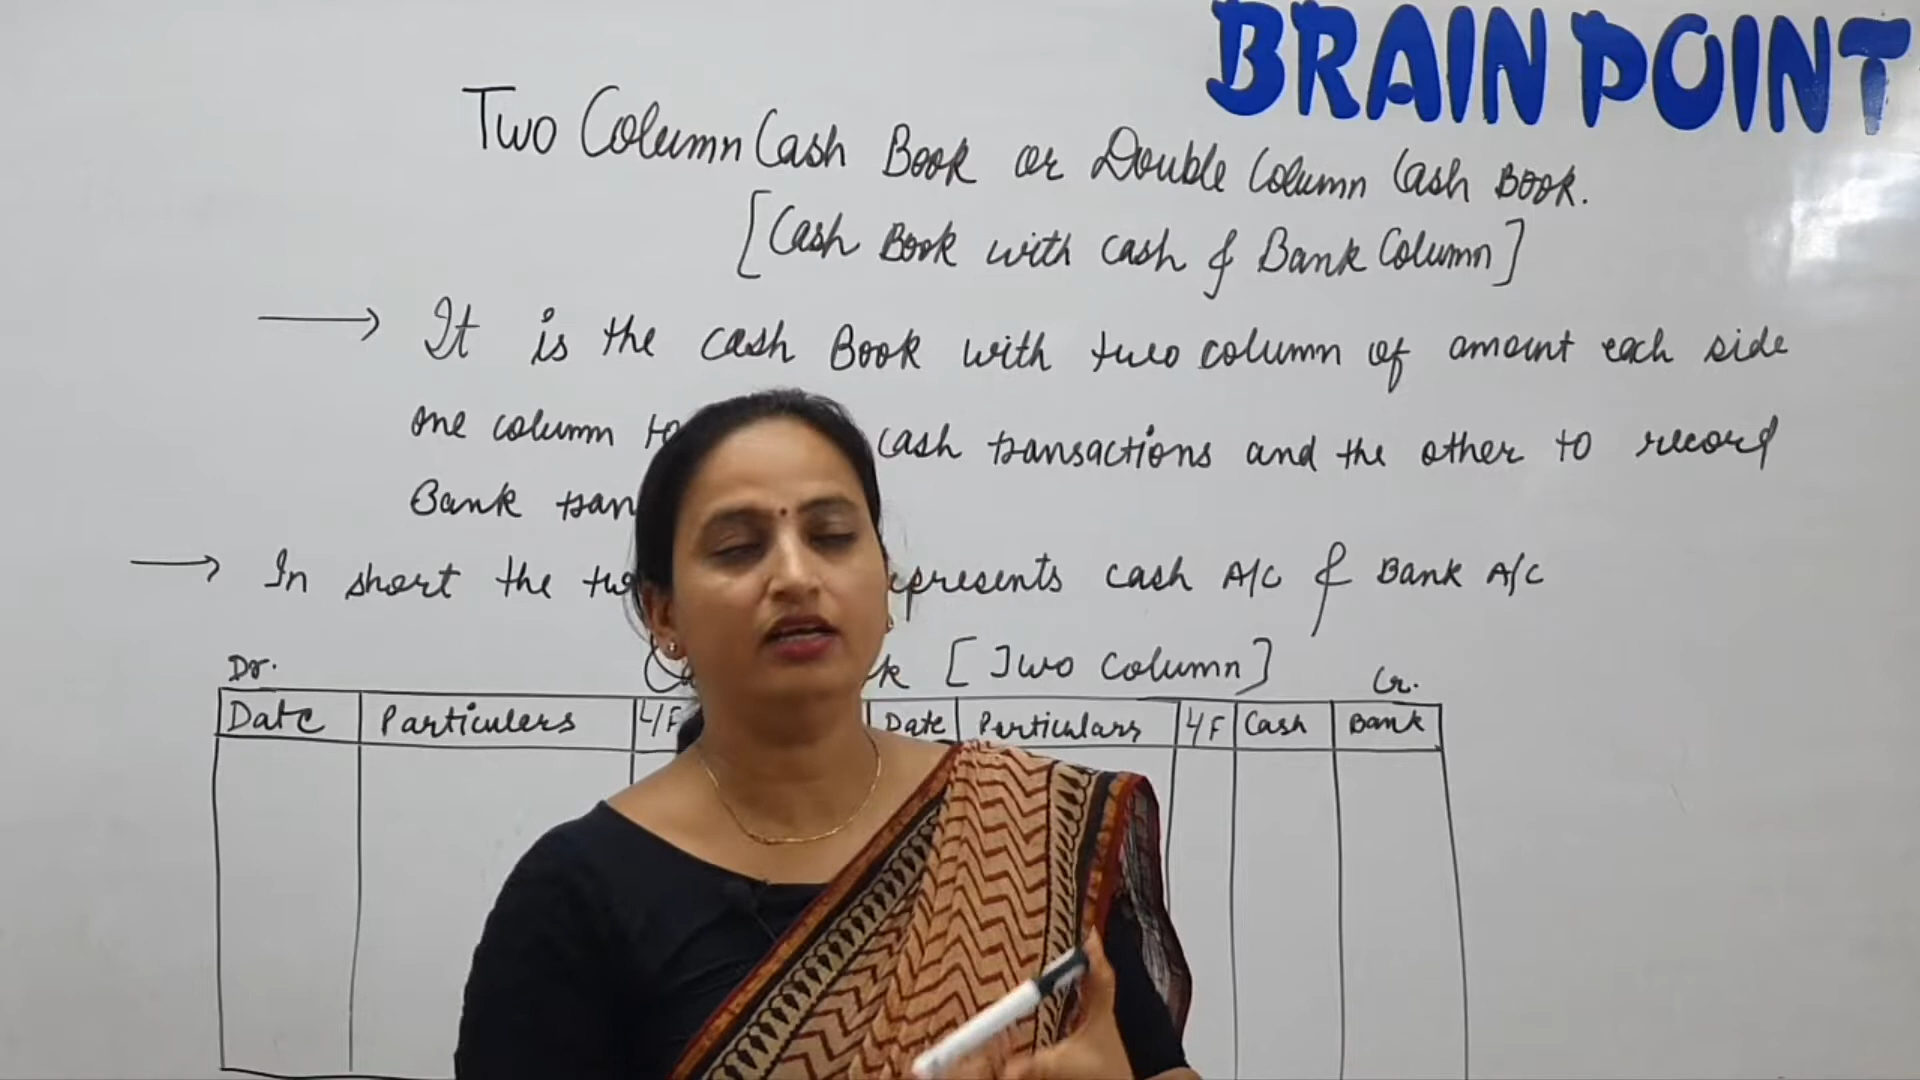 BRAIN POINT
Two Column Cash Book or Double Column Cash Book.
[Cash Book with cash & Bank Column]
→ It is the cash Book with two column of amount each side
one column to cash transactions and the other to record
Bank
→ In short the cash A/C & Bank A/C
[Two column]
Dr. Cr.
Date Particulers L/F Date Particulars L/F Cash Bank